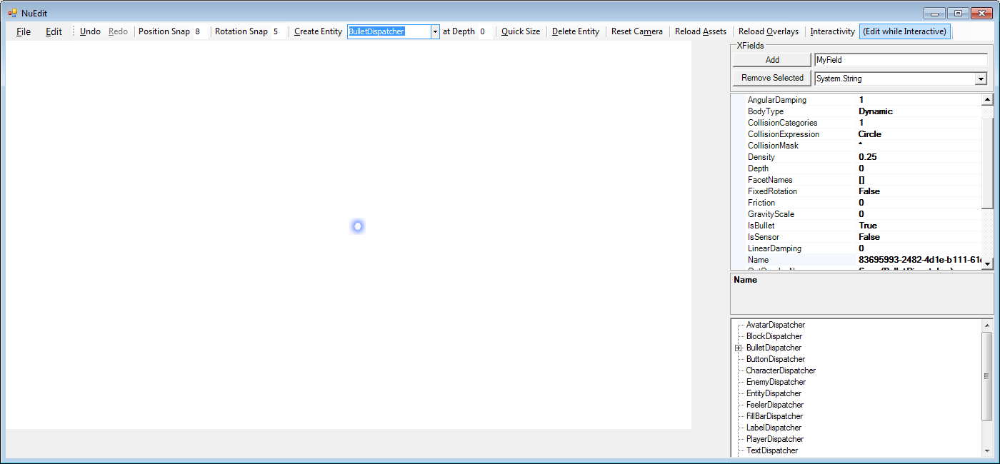 NuEdit
File Edit Undo Redo Position Snap 8 Rotation Snap 5 Create Entity BulletDispatcher at Depth 0 Quick Size Delete Entity Reset Camera Reload Assets Reload Overlays Interactivity (Edit while Interactive)
XFields
Add MyField
Remove Selected System.String
AngularDamping 1
BodyType Dynamic
CollisionCategories 1
CollisionExpression Circle
CollisionMask *
Density 0.25
Depth 0
FacetNames []
FixedRotation False
Friction 0
GravityScale 0
IsBullet True
IsSensor False
LinearDamping 0
Name 83695993-2482-4d1e-b111-61
Name
AvatarDispatcher
BlockDispatcher
BulletDispatcher
ButtonDispatcher
CharacterDispatcher
EnemyDispatcher
EntityDispatcher
FeelerDispatcher
FillBarDispatcher
LabelDispatcher
PlayerDispatcher
TextDispatcher